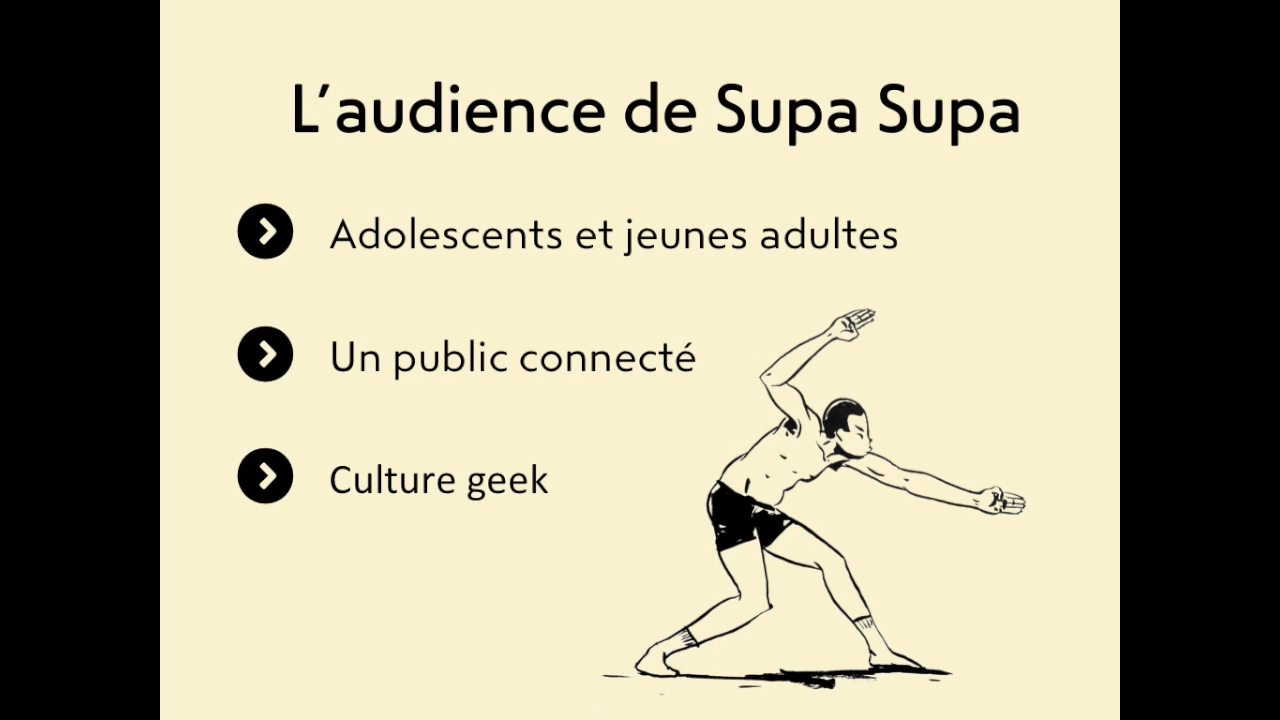 L'audience de Supa Supa
Adolescents et jeunes adultes
Un public connecté
Culture geek